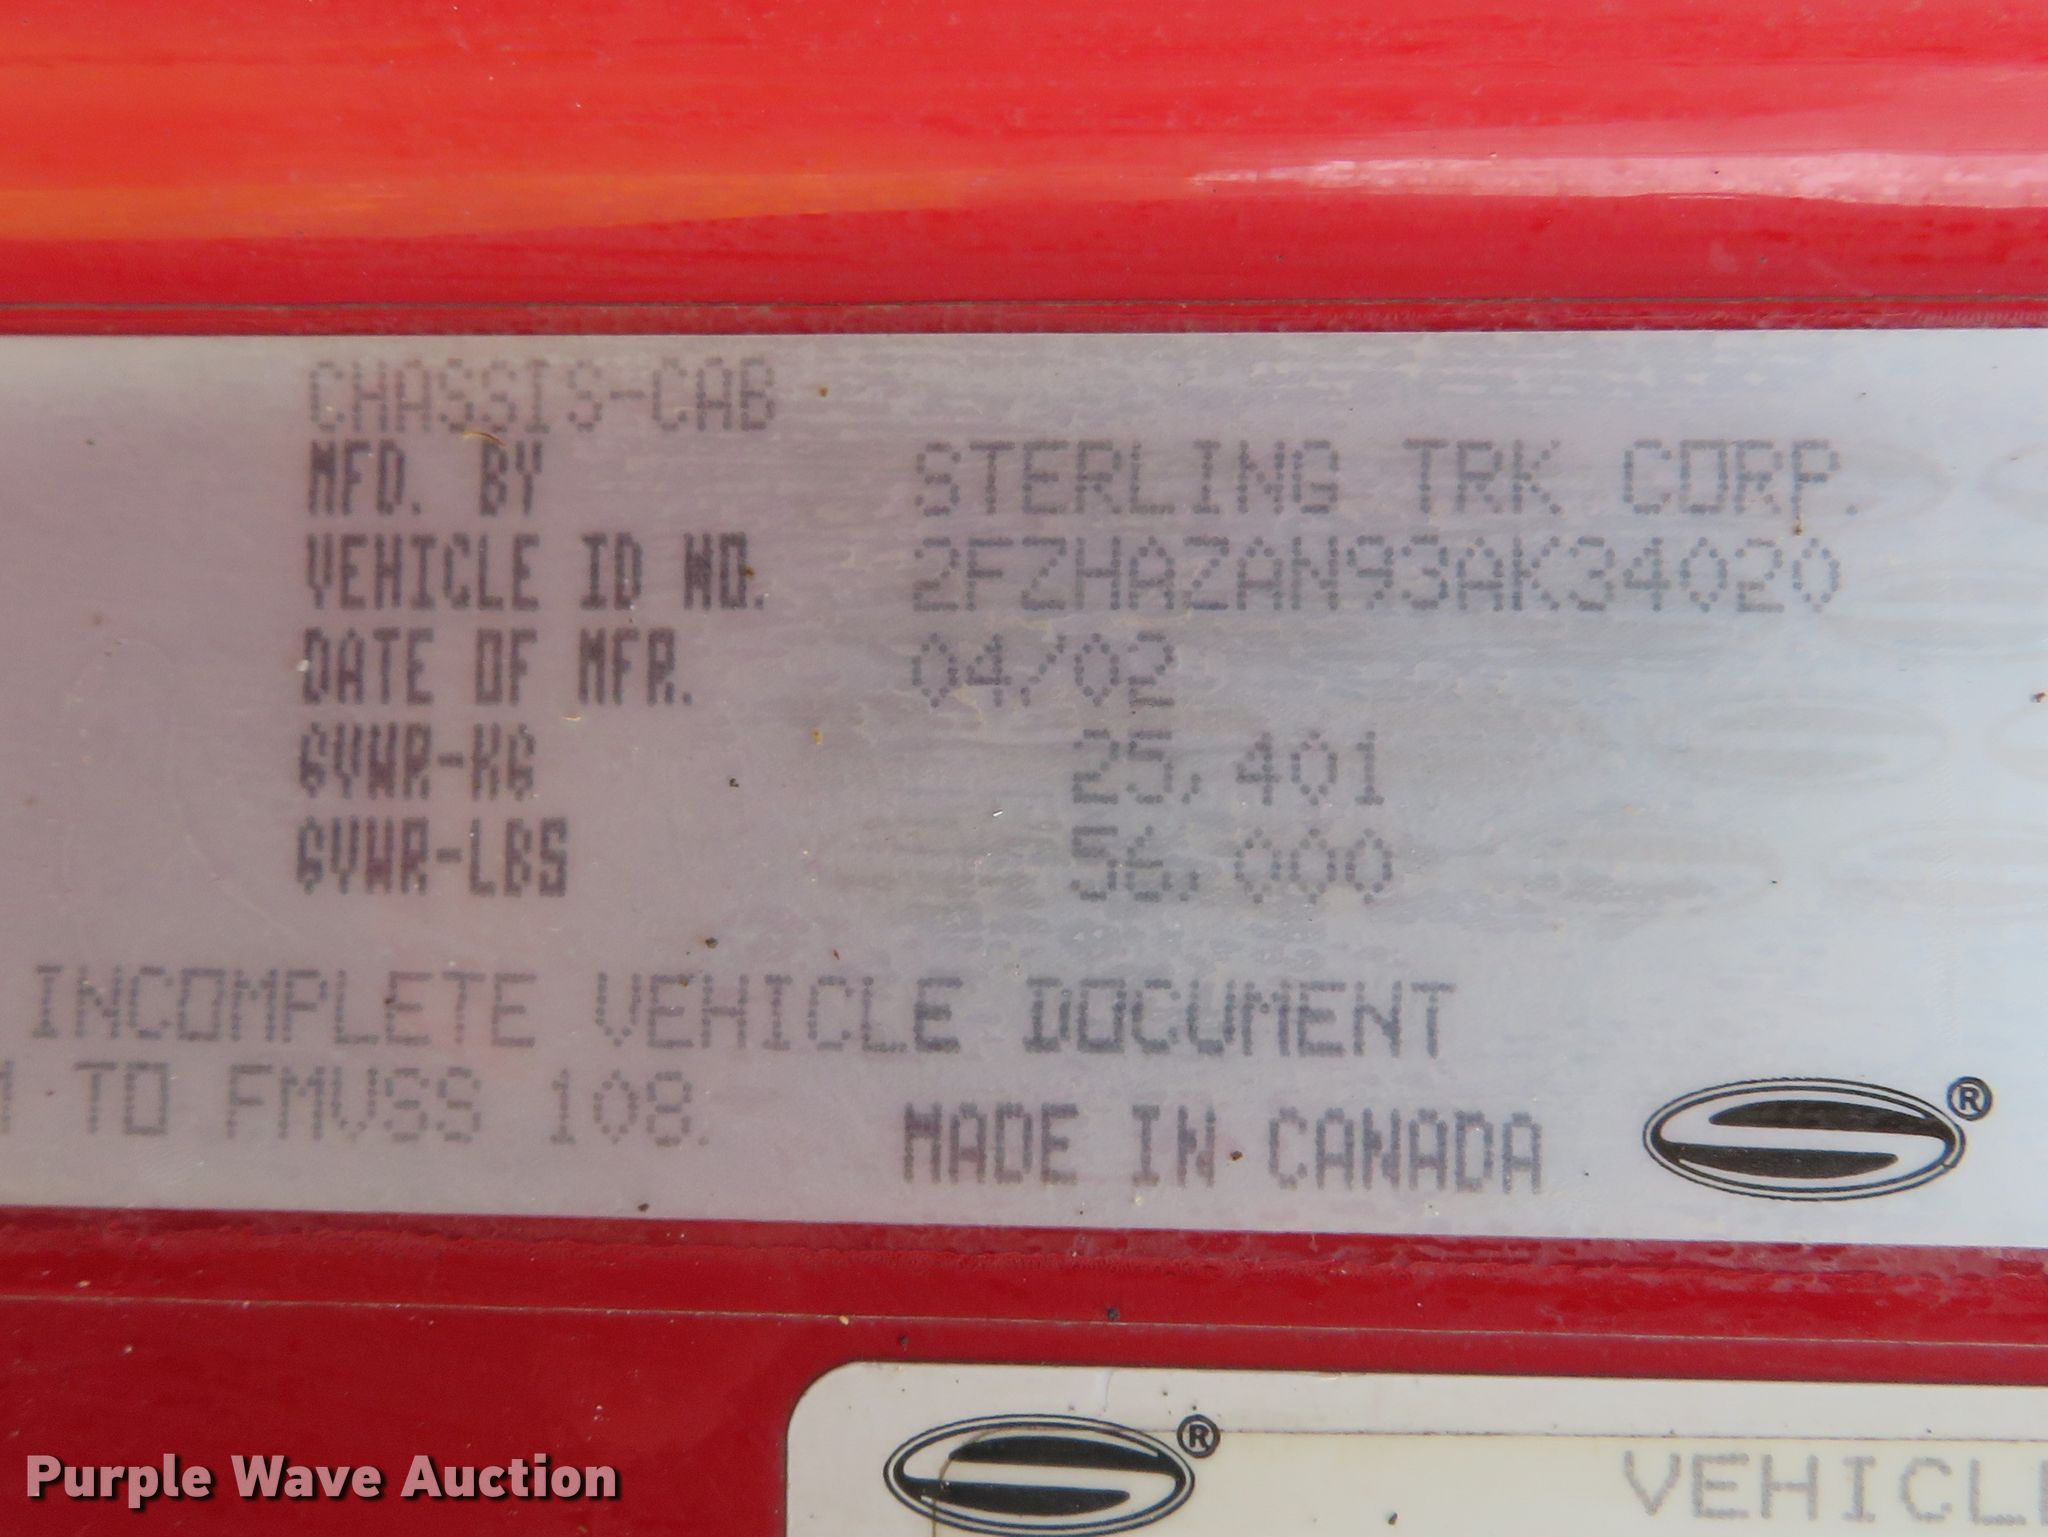 CHASSIS-CAB
MFD. BY STERLING TRK CORP.
VEHICLE ID NO. 2FZHAZAN93AK34020
DATE OF MFR. 04/02
GVWR-KG 25,401
GVWR-LBS 56,000
INCOMPLETE VEHICLE DOCUMENT
TO FMVSS 108.
MADE IN CANADA
®
®
VEHICLE
Purple Wave Auction